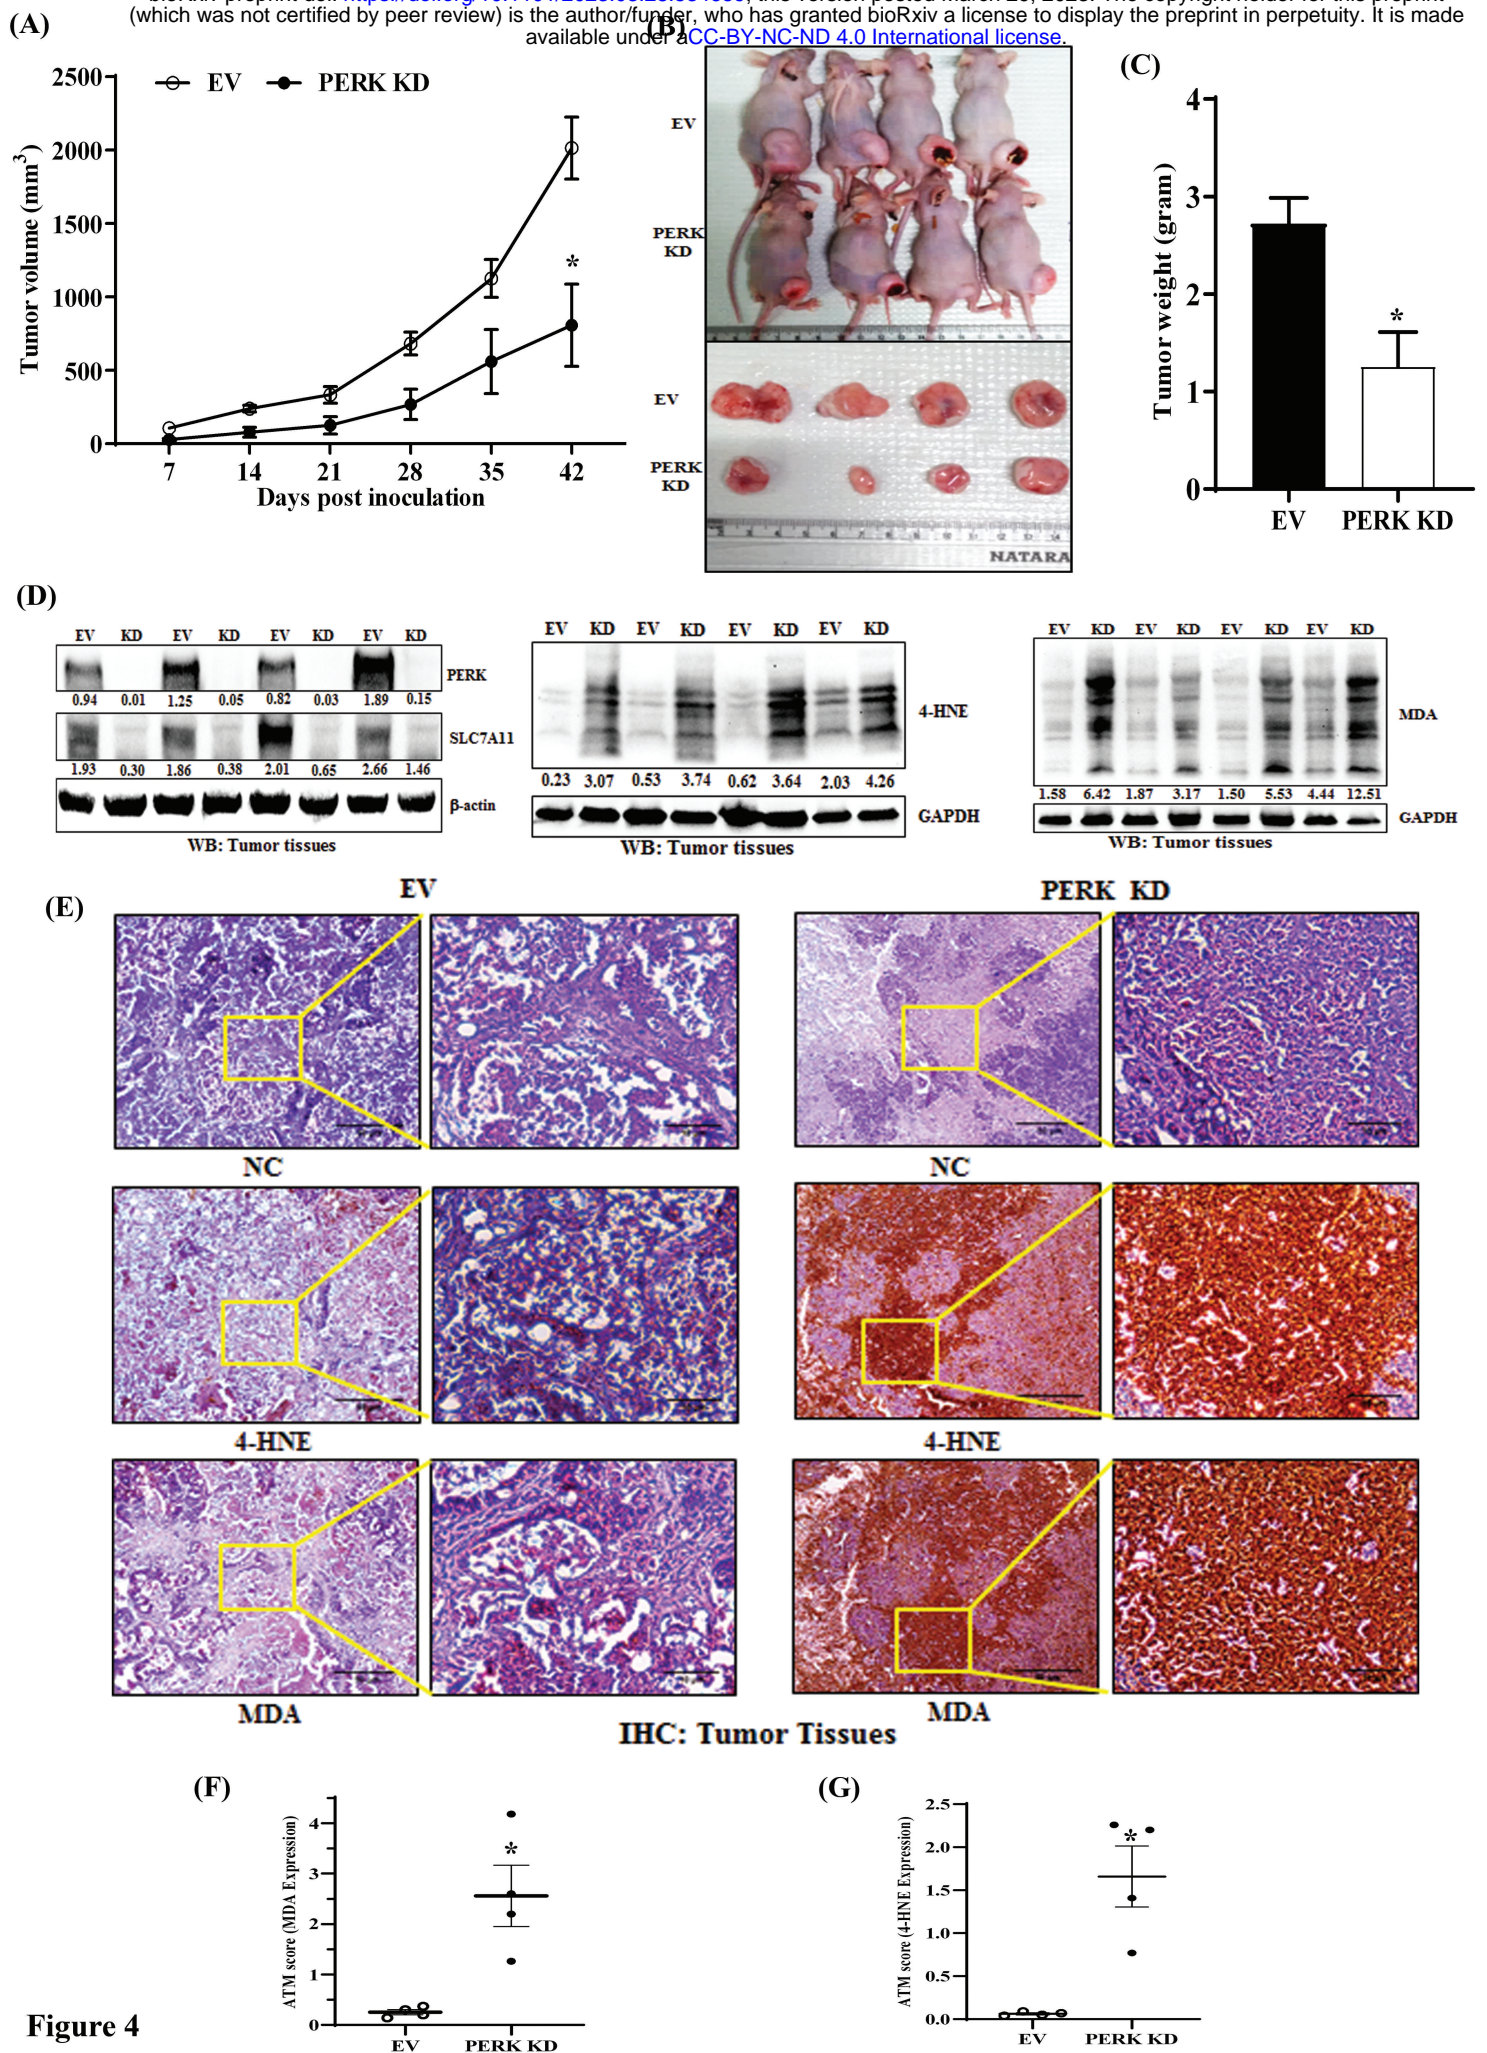 (which was not certified by peer review) is the author/funder, who has granted bioRxiv a license to display the preprint in perpetuity. It is made
available under aCC-BY-NC-ND 4.0 International license.
(A)
2500
2000
1500
1000
500
0
EV PERK KD
*
Tumor volume (mm3)
7 14 21 28 35 42
Days post inoculation
(B)
EV
PERK
KD
EV
PERK
KD
NATARA
(C)
4
3
2
1
0
Tumor weight (gram)
*
EV PERK KD
(D)
EV KD EV KD EV KD EV KD
PERK
0.94 0.01 1.25 0.05 0.82 0.03 1.89 0.15
SLC7A11
1.93 0.30 1.86 0.38 2.01 0.65 2.66 1.46
β-actin
WB: Tumor tissues
EV KD EV KD EV KD EV KD
4-HNE
0.23 3.07 0.53 3.74 0.62 3.64 2.03 4.26
GAPDH
WB: Tumor tissues
EV KD EV KD EV KD EV KD
MDA
1.58 6.42 1.87 3.17 1.50 5.53 4.44 12.51
GAPDH
WB: Tumor tissues
(E)
EV
PERK KD
NC
NC
4-HNE
4-HNE
MDA
MDA
IHC: Tumor Tissues
(F)
4
3
2
1
0
ATM score (MDA Expression)
*
EV PERK KD
(G)
2.5
2.0
1.5
1.0
0.5
0.0
ATM score (4-HNE Expression)
*
EV PERK KD
Figure 4